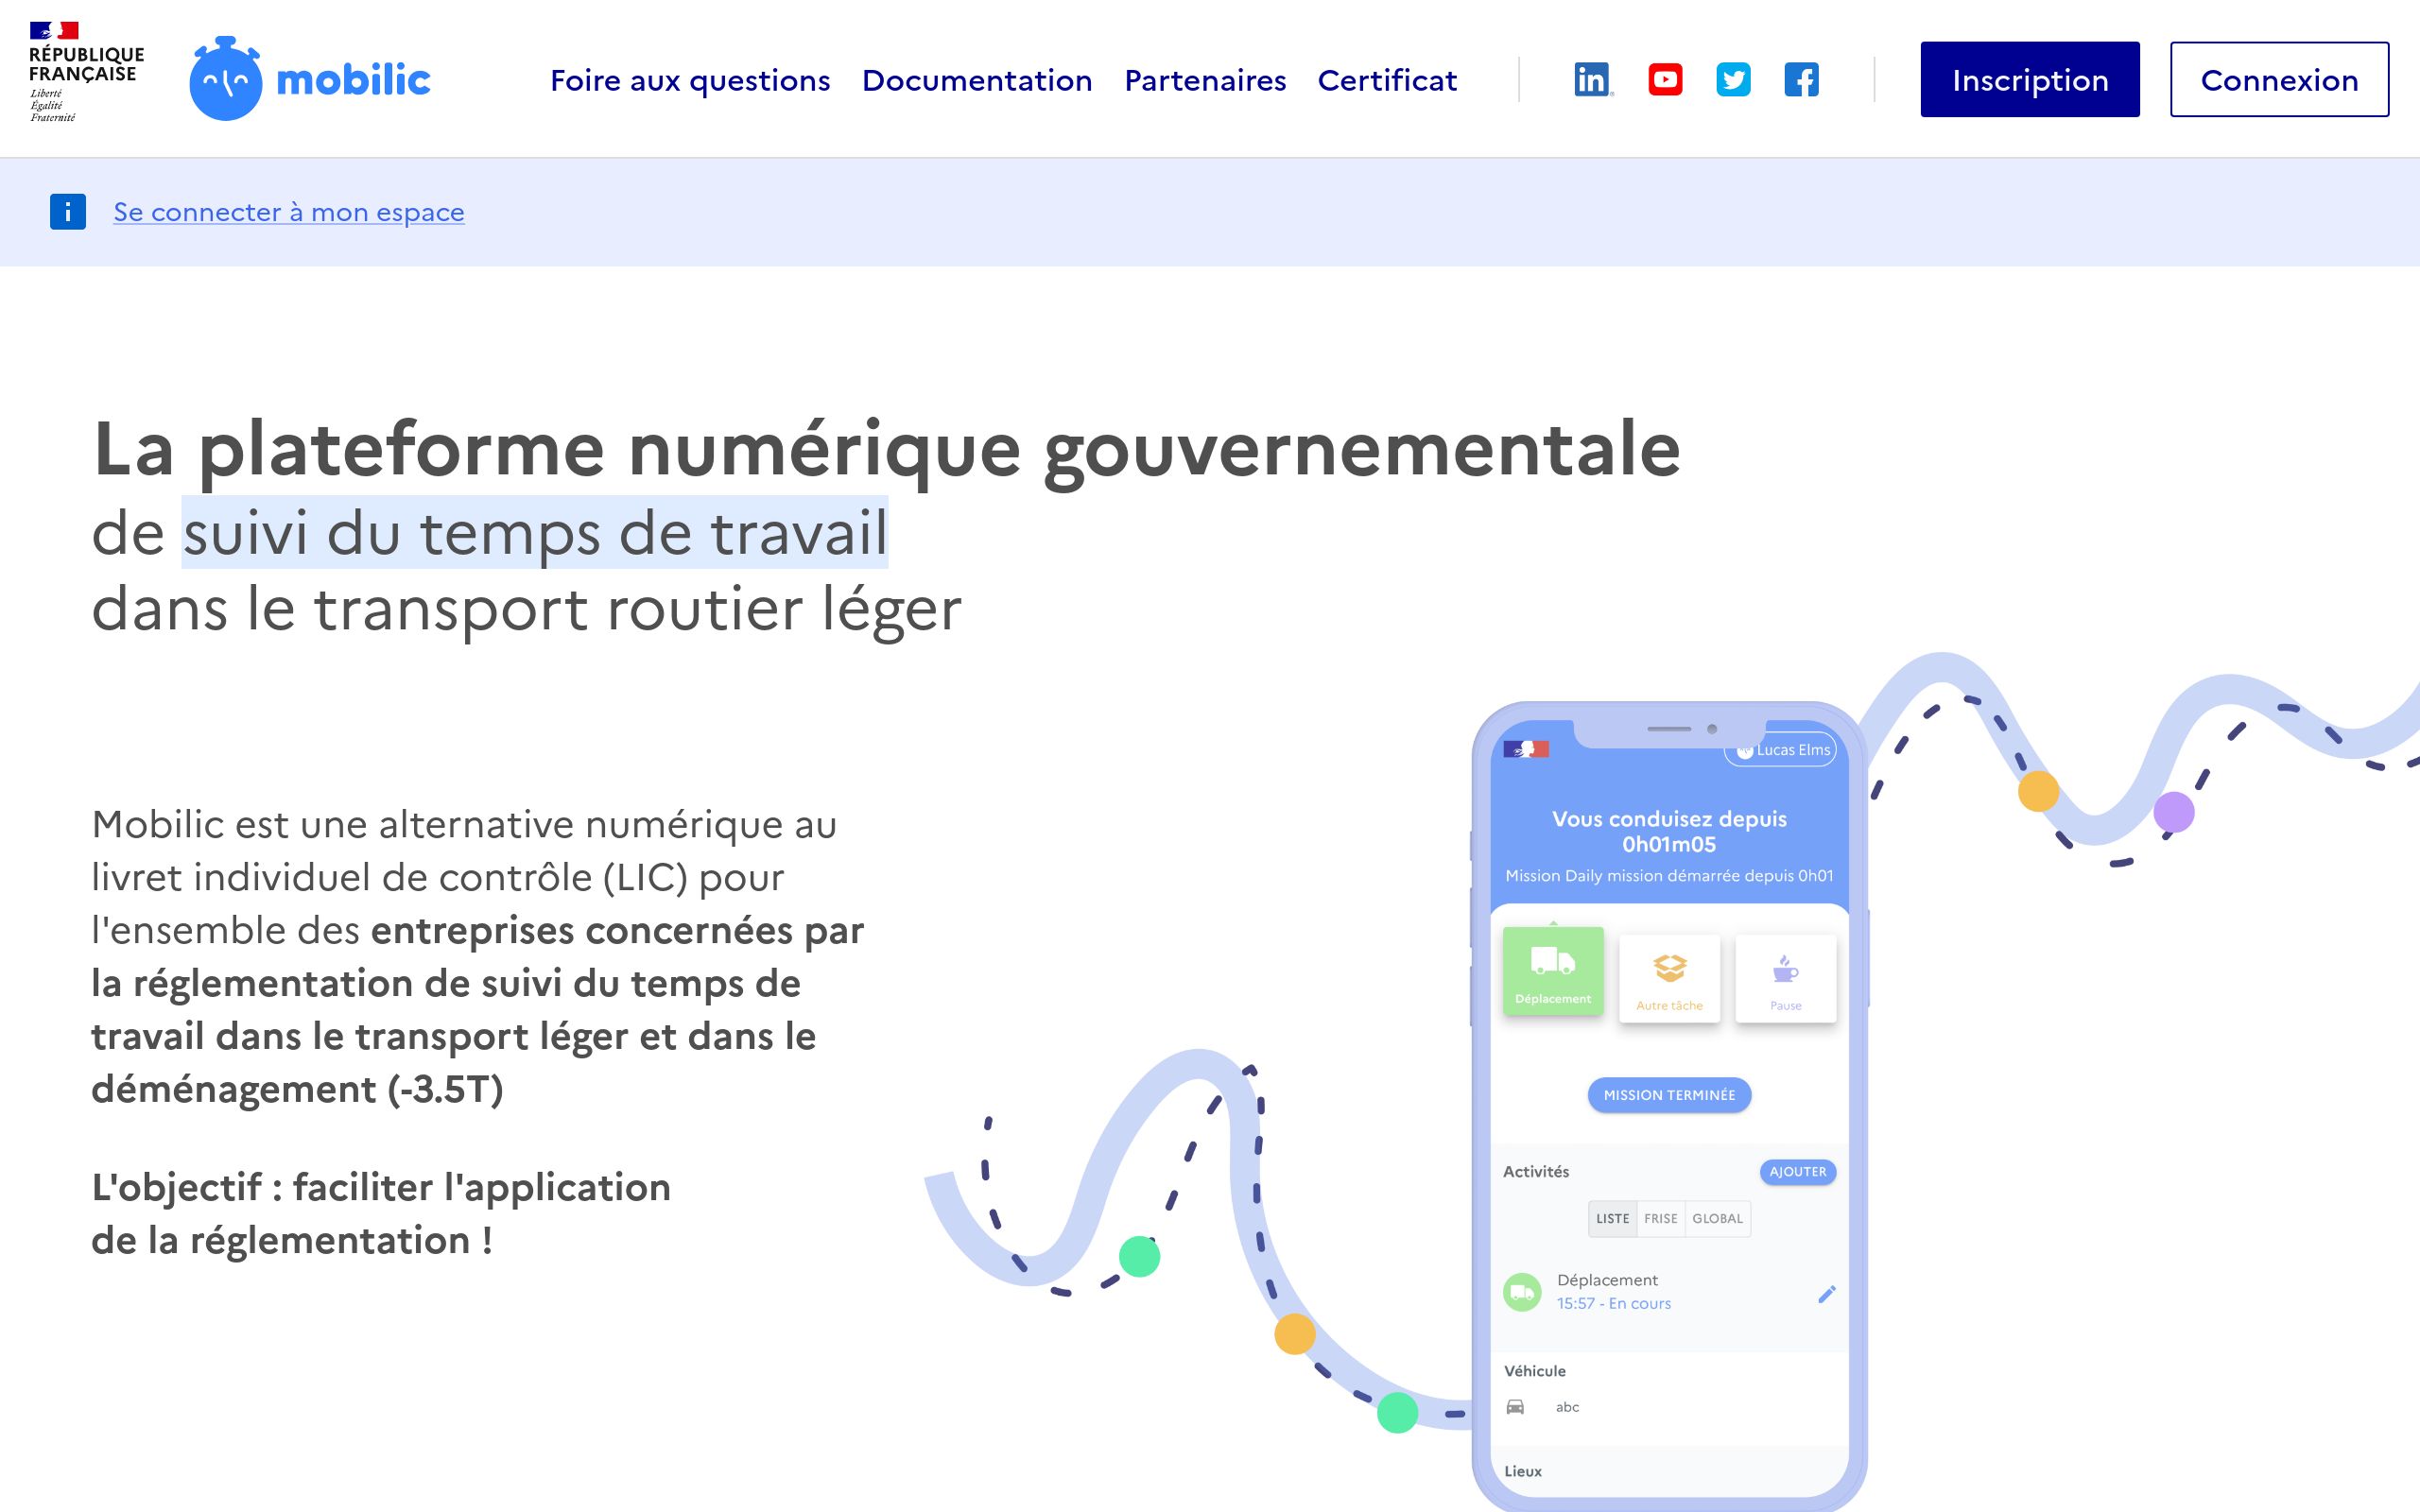 RÉPUBLIQUE
FRANÇAISE
Liberté
Égalité
Fraternité
mobilic
Foire aux questions
Documentation
Partenaires
Certificat
Inscription
Connexion
Se connecter à mon espace
La plateforme numérique gouvernementale
de suivi du temps de travail
dans le transport routier léger
Mobilic est une alternative numérique au
livret individuel de contrôle (LIC) pour
l'ensemble des entreprises concernées par
la réglementation de suivi du temps de
travail dans le transport léger et dans le
déménagement (-3.5T)
L'objectif : faciliter l'application
de la réglementation !
Lucas Elms
Vous conduisez depuis
0h01m05
Mission Daily mission démarrée depuis 0h01
Déplacement
Autre tâche
Pause
MISSION TERMINÉE
Activités
AJOUTER
LISTE
FRISE
GLOBAL
Déplacement
15:57 - En cours
Véhicule
abc
Lieux